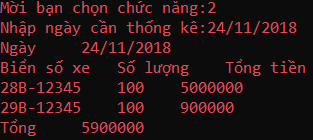 Mời bạn chọn chức năng:2
Nhập ngày cần thống kê:24/11/2018
Ngày 24/11/2018
Biển số xe Số lượng Tổng tiền
28B-12345 100 5000000
29B-12345 100 900000
Tổng 5900000